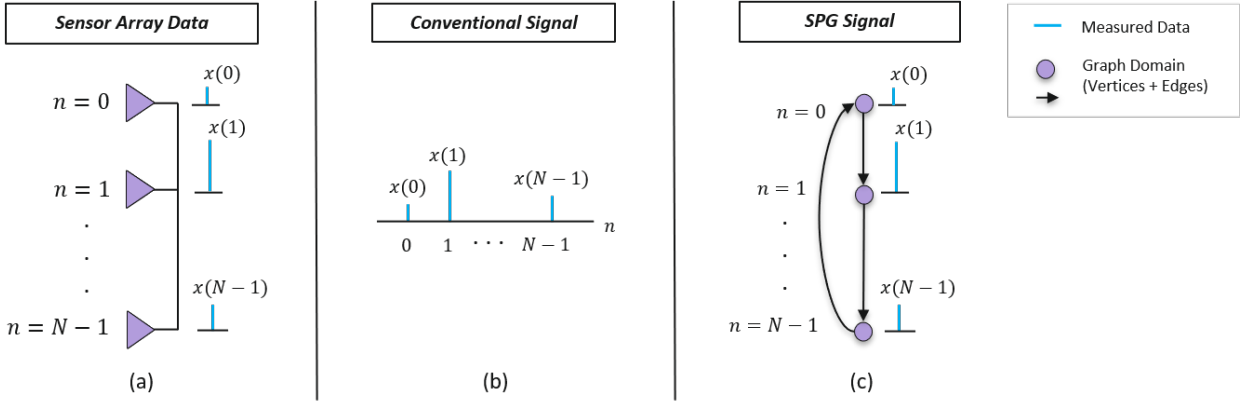 Sensor Array Data
x(0)
n = 0
x(1)
n = 1
.
.
.
x(N − 1)
n = N − 1
(a)
Conventional Signal
x(1)
x(0)
x(N − 1)
n
0 1 · · · N − 1
(b)
SPG Signal
x(0)
n = 0
x(1)
n = 1
.
.
.
x(N − 1)
n = N − 1
(c)
Measured Data
Graph Domain
(Vertices + Edges)